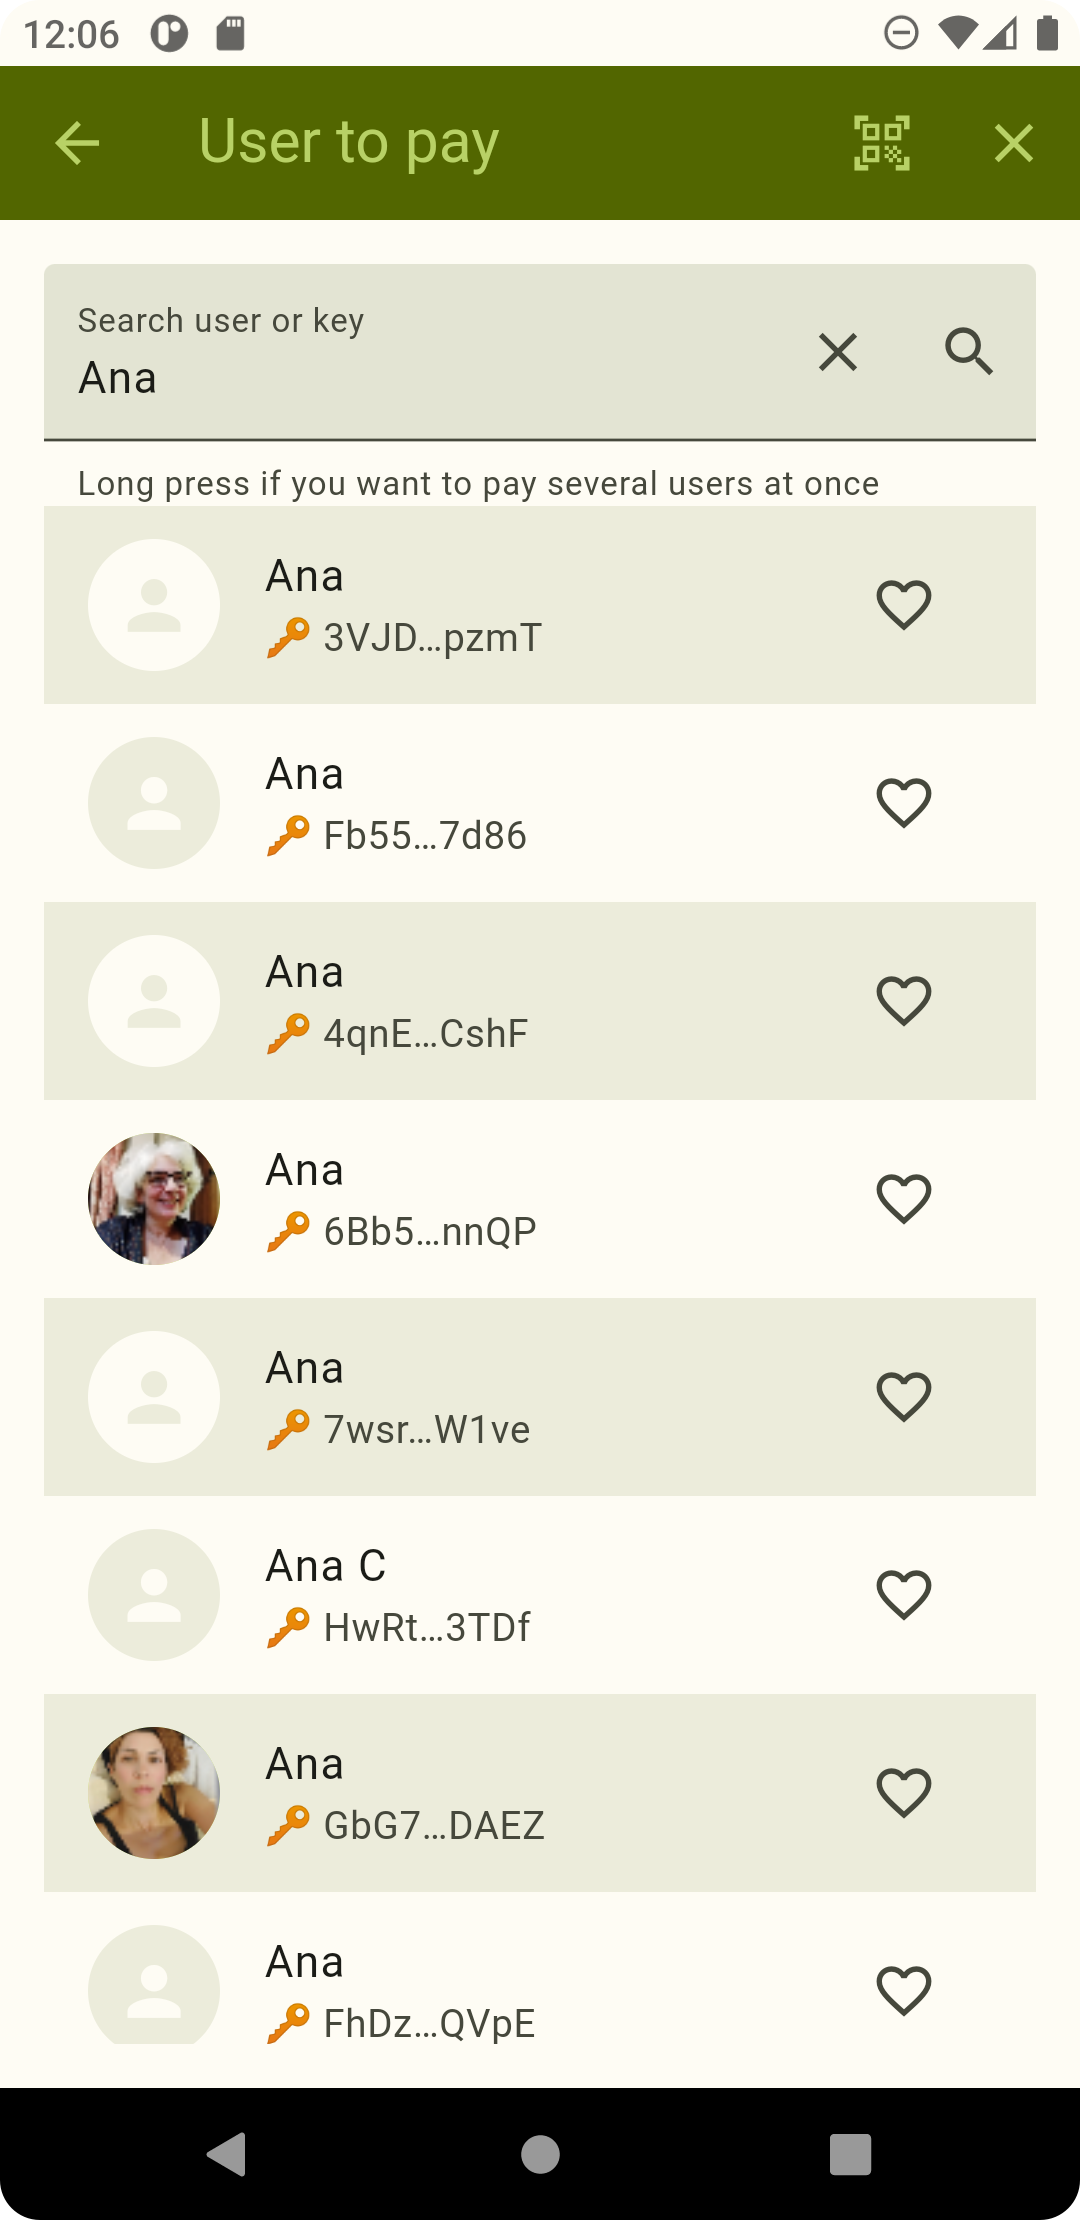 12:06
User to pay
Search user or key
Ana
Long press if you want to pay several users at once
Ana
🔑 3VJD…pzmT
Ana
🔑 Fb55…7d86
Ana
🔑 4qnE…CshF
Ana
🔑 6Bb5…nnQP
Ana
🔑 7wsr…W1ve
Ana C
🔑 HwRt…3TDf
Ana
🔑 GbG7…DAEZ
Ana
🔑 FhDz…QVpE